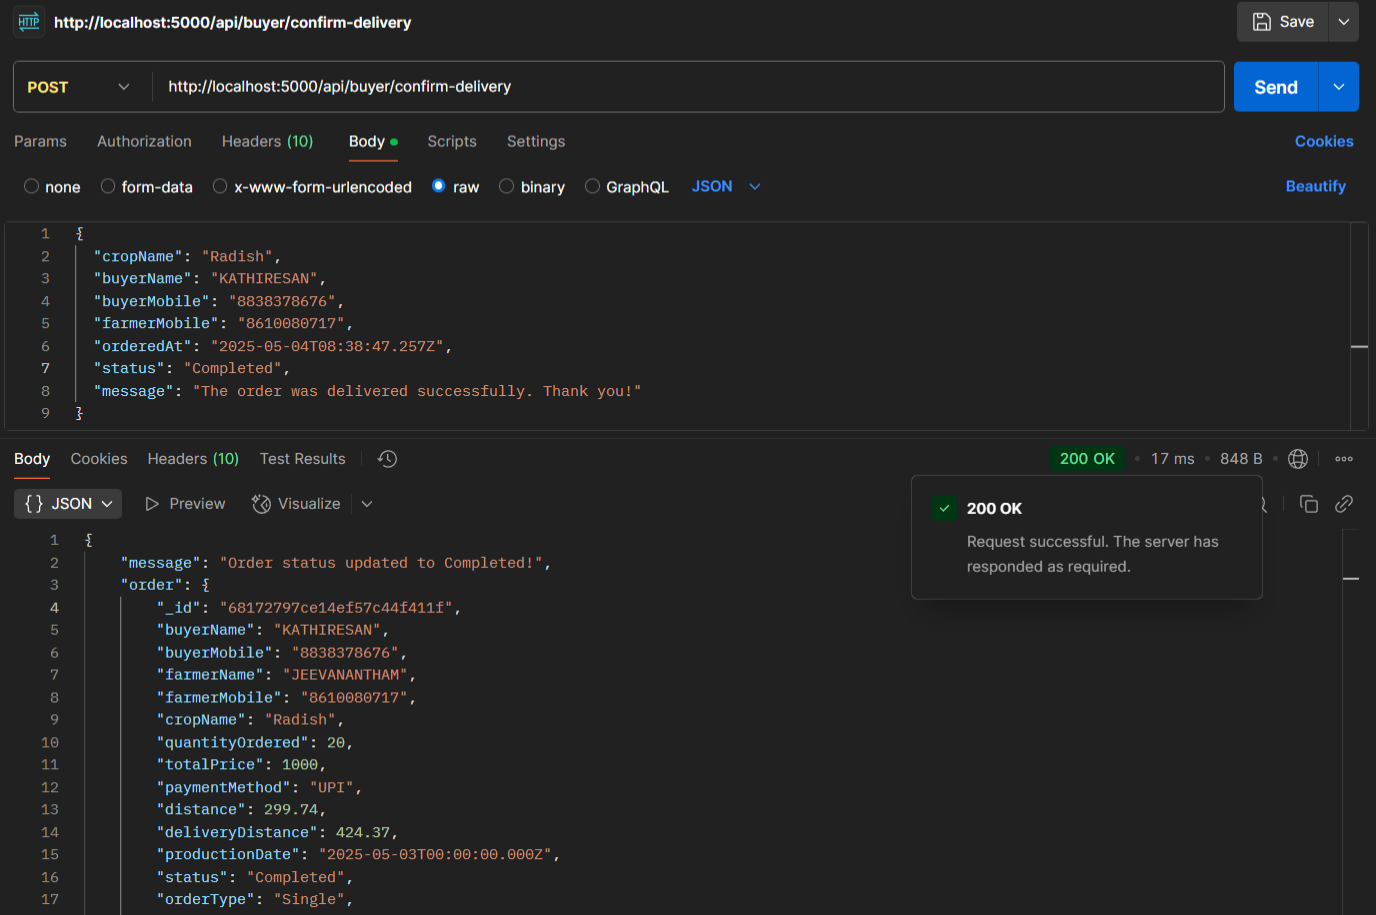 HTTP http://localhost:5000/api/buyer/confirm-delivery Save
POST http://localhost:5000/api/buyer/confirm-delivery Send
Params Authorization Headers (10) Body Scripts Settings Cookies
none form-data x-www-form-urlencoded raw binary GraphQL JSON Beautify
1 {
2 "cropName": "Radish",
3 "buyerName": "KATHIRESAN",
4 "buyerMobile": "8838378676",
5 "farmerMobile": "8610080717",
6 "orderedAt": "2025-05-04T08:38:47.257Z",
7 "status": "Completed",
8 "message": "The order was delivered successfully. Thank you!"
9 }
Body Cookies Headers (10) Test Results 200 OK • 17 ms • 848 B
{} JSON Preview Visualize
200 OK
Request successful. The server has
responded as required.
1 {
2 "message": "Order status updated to Completed!",
3 "order": {
4 "_id": "68172797ce14ef57c44f411f",
5 "buyerName": "KATHIRESAN",
6 "buyerMobile": "8838378676",
7 "farmerName": "JEEVANANTHAM",
8 "farmerMobile": "8610080717",
9 "cropName": "Radish",
10 "quantityOrdered": 20,
11 "totalPrice": 1000,
12 "paymentMethod": "UPI",
13 "distance": 299.74,
14 "deliveryDistance": 424.37,
15 "productionDate": "2025-05-03T00:00:00.000Z",
16 "status": "Completed",
17 "orderType": "Single",